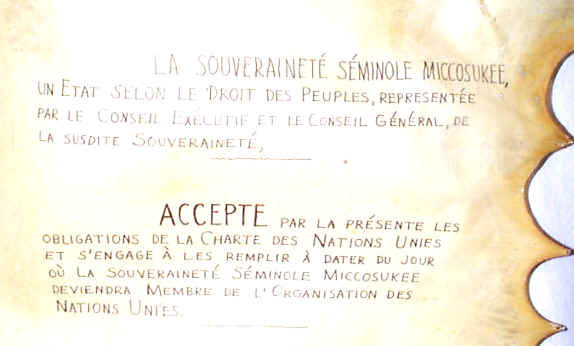 LA SOUVERAINETÉ SÉMINOLE MICCOSUKEE,
UN ETAT SELON LE DROIT DES PEUPLES, REPRESENTÉE
PAR LE CONSEIL EXÉCUTIF ET LE CONSEIL GÉNÉRAL, DE
LA SUSDITE SOUVERAINETÉ,
ACCEPTE PAR LA PRÉSENTE LES
OBLIGATIONS DE LA CHARTE DES NATIONS UNIES
ET S'ENGAGE À LES REMPLIR À DATER DU JOUR
OÙ LA SOUVERAINETÉ SÉMINOLE MICCOSUKEE
DEVIENDRA MEMBRE DE L'ORGANISATION DES
NATIONS UNIES.